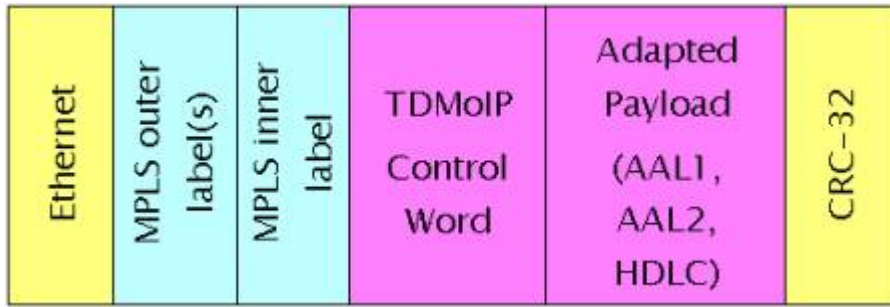 Ethernet
MPLS outer
label(s)
MPLS inner
label
TDMoIP
Control
Word
Adapted
Payload
(AAL1,
AAL2,
HDLC)
CRC-32